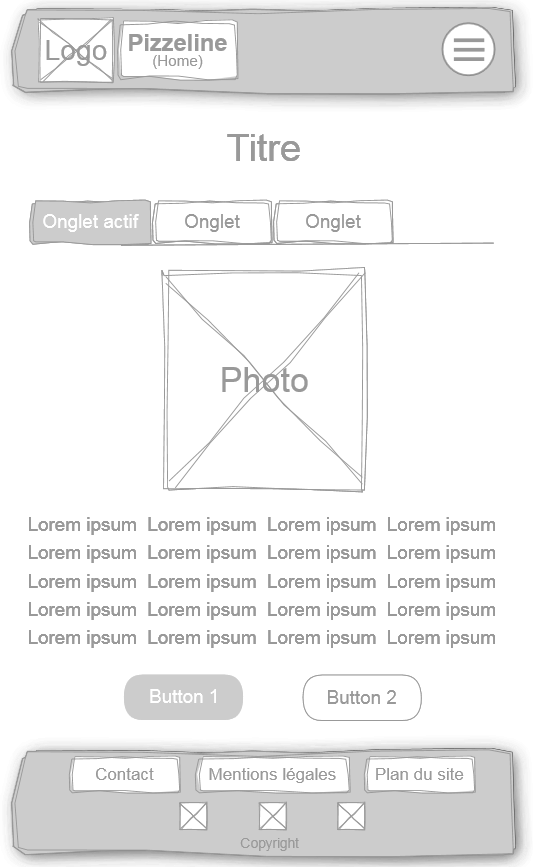 Logo
Pizzeline
(Home)
Titre
Onglet actif Onglet Onglet
Photo
Lorem ipsum Lorem ipsum Lorem ipsum Lorem ipsum
Lorem ipsum Lorem ipsum Lorem ipsum Lorem ipsum
Lorem ipsum Lorem ipsum Lorem ipsum Lorem ipsum
Lorem ipsum Lorem ipsum Lorem ipsum Lorem ipsum
Lorem ipsum Lorem ipsum Lorem ipsum Lorem ipsum
Button 1 Button 2
Contact Mentions légales Plan du site
Copyright